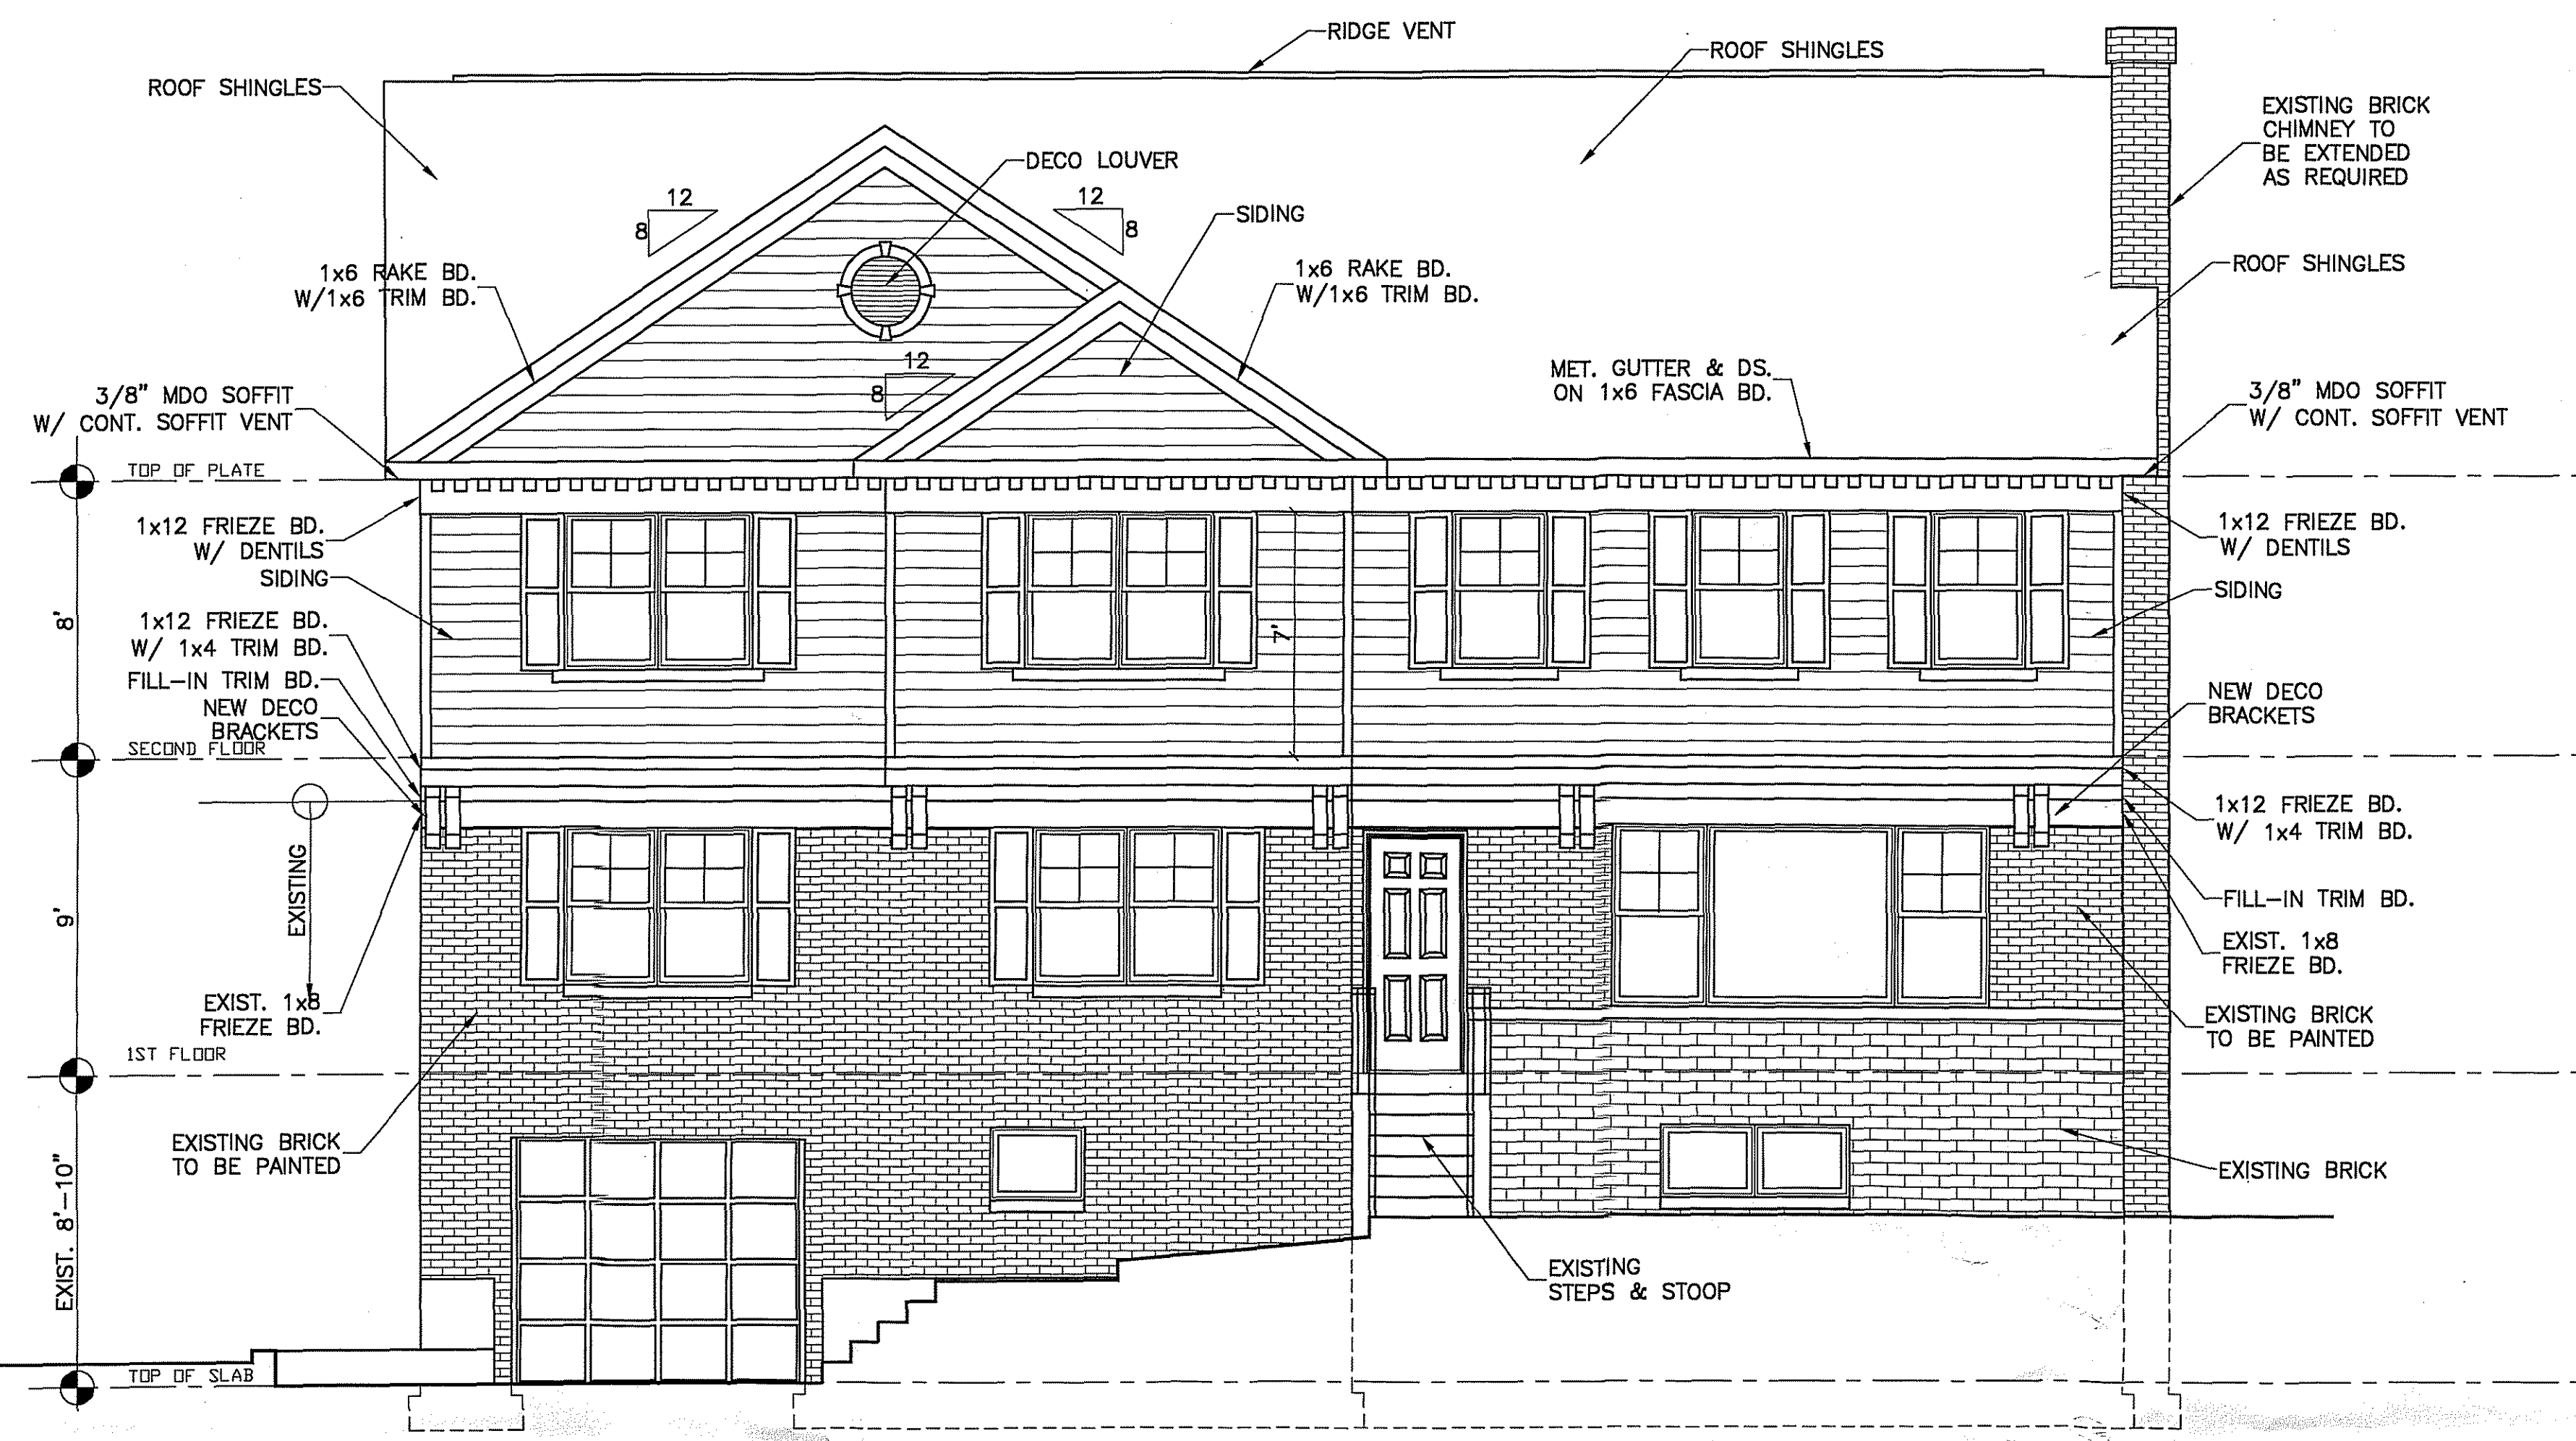 RIDGE VENT
ROOF SHINGLES
ROOF SHINGLES
EXISTING BRICK
CHIMNEY TO
BE EXTENDED
AS REQUIRED
DECO LOUVER
12
8
12
8
SIDING
1x6 RAKE BD.
W/1x6 TRIM BD.
1x6 RAKE BD.
W/1x6 TRIM BD.
ROOF SHINGLES
12
8
MET. GUTTER & DS.
ON 1x6 FASCIA BD.
3/8" MDO SOFFIT
W/ CONT. SOFFIT VENT
3/8" MDO SOFFIT
W/ CONT. SOFFIT VENT
TOP OF PLATE
1x12 FRIEZE BD.
W/ DENTILS
SIDING
1x12 FRIEZE BD.
W/ DENTILS
SIDING
8'
7'
1x12 FRIEZE BD.
W/ 1x4 TRIM BD.
FILL-IN TRIM BD.
NEW DECO
BRACKETS
SECOND FLOOR
NEW DECO
BRACKETS
1x12 FRIEZE BD.
W/ 1x4 TRIM BD.
EXISTING
9'
FILL-IN TRIM BD.
EXIST. 1x8
FRIEZE BD.
EXIST. 1x8
FRIEZE BD.
EXISTING BRICK
TO BE PAINTED
1ST FLOOR
EXISTING BRICK
TO BE PAINTED
EXISTING BRICK
EXIST. 8'-10"
EXISTING
STEPS & STOOP
TOP OF SLAB